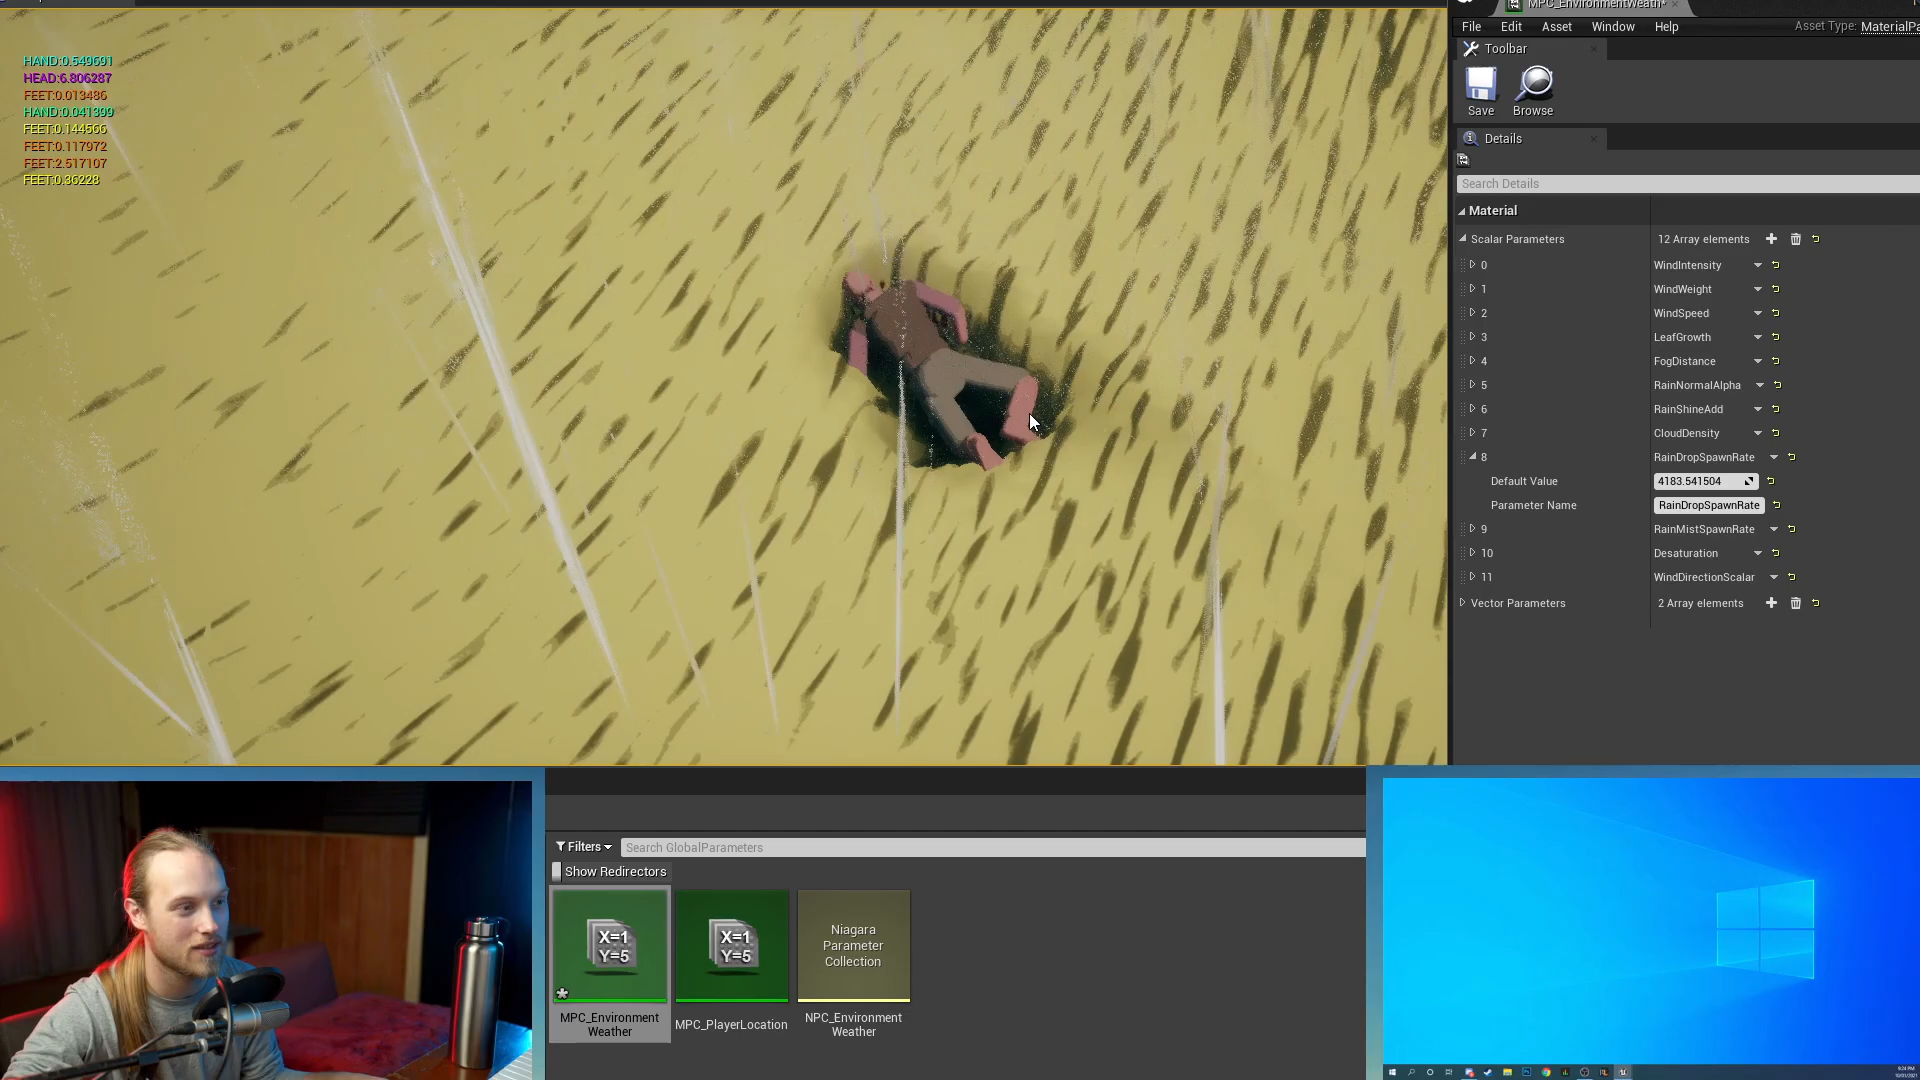 HAND:0.549691
HEAD:6.806287
FEET:0.013486
HAND:0.041399
FEET:0.144566
FEET:0.117972
FEET:2.517107
FEET:0.36228
MPC_EnvironmentWeath*
File Edit Asset Window Help Asset Type: MaterialPa
Toolbar
Save Browse
Details
Search Details
Material
Scalar Parameters 12 Array elements
0 WindIntensity
1 WindWeight
2 WindSpeed
3 LeafGrowth
4 FogDistance
5 RainNormalAlpha
6 RainShineAdd
7 CloudDensity
8 RainDropSpawnRate
Default Value 4183.541504
Parameter Name RainDropSpawnRate
9 RainMistSpawnRate
10 Desaturation
11 WindDirectionScalar
Vector Parameters 2 Array elements
Filters Search GlobalParameters
Show Redirectors
X=1
Y=5
MPC_Environment
Weather
X=1
Y=5
MPC_PlayerLocation
Niagara
Parameter
Collection
NPC_Environment
Weather
9:24 PM